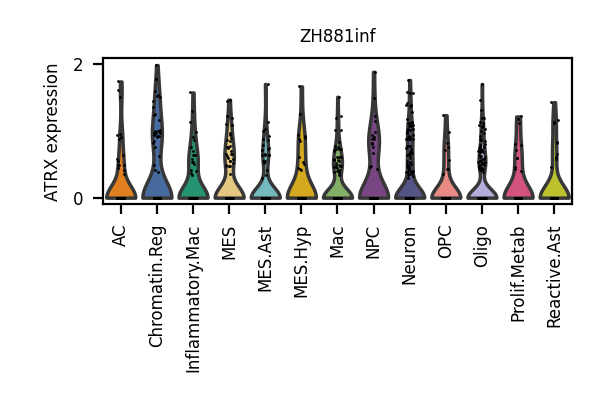 ZH881inf
ATRX expression
2
0
AC
Chromatin.Reg
Inflammatory.Mac
MES
MES.Ast
MES.Hyp
Mac
NPC
Neuron
OPC
Oligo
Prolif.Metab
Reactive.Ast